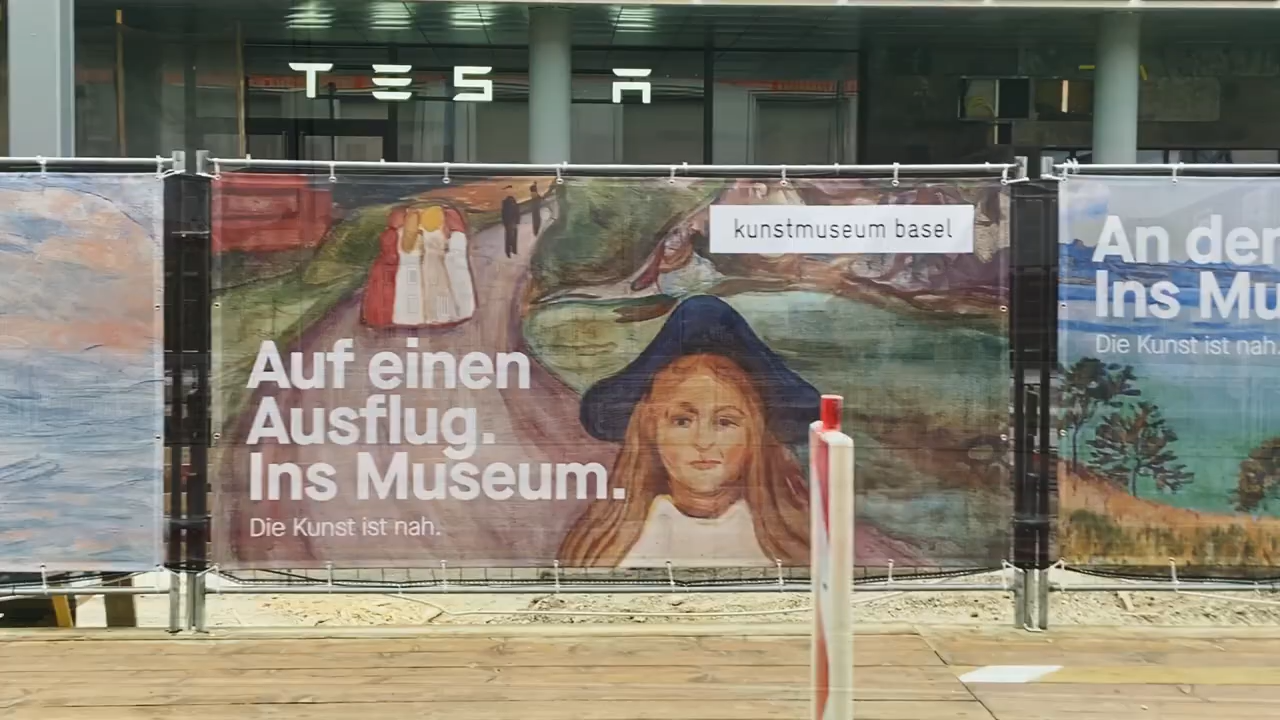 TESLA
kunstmuseum basel
Auf einen
Ausflug.
Ins Museum.
Die Kunst ist nah.
An der
Ins Mu
Die Kunst ist nah.